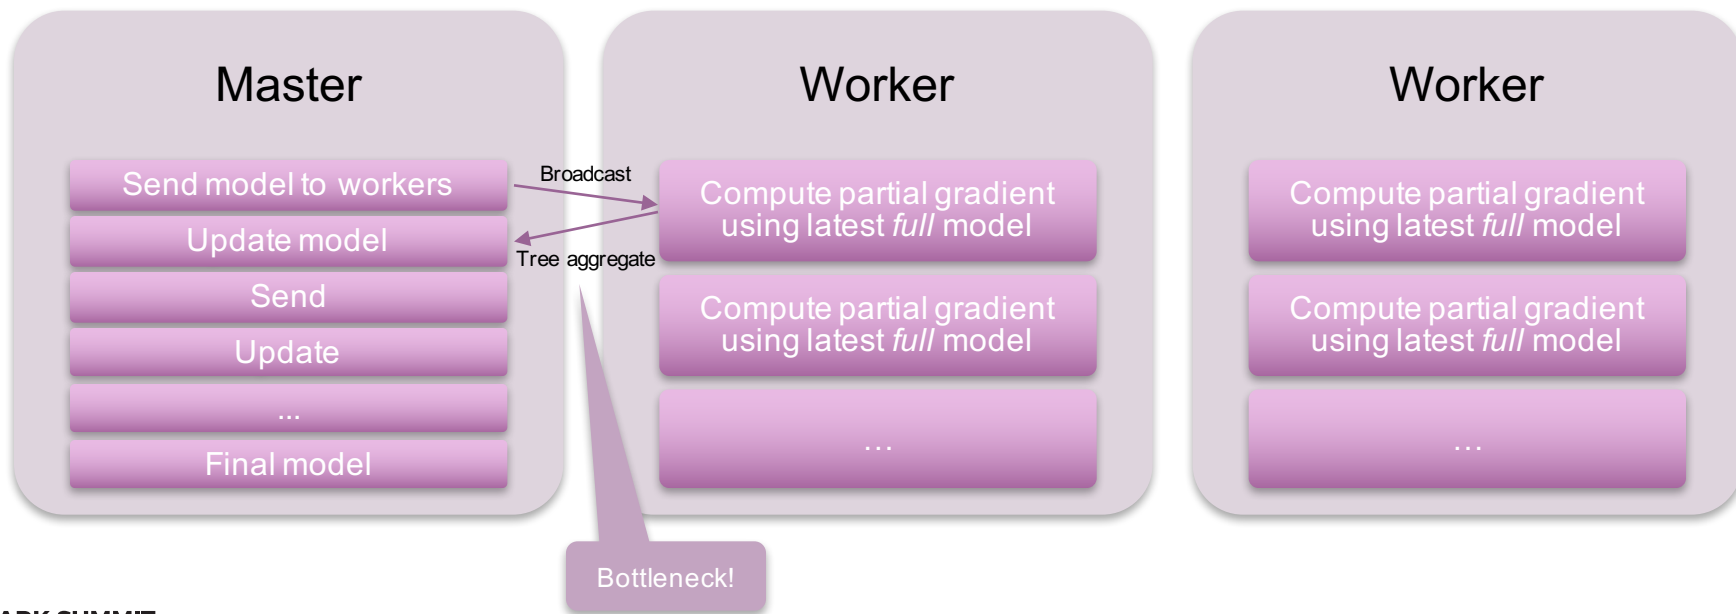 Master
Send model to workers
Update model
Send
Update
...
Final model
Broadcast
Tree aggregate
Bottleneck!
Worker
Compute partial gradient
using latest full model
Compute partial gradient
using latest full model
...
Worker
Compute partial gradient
using latest full model
Compute partial gradient
using latest full model
...
SUMMIT